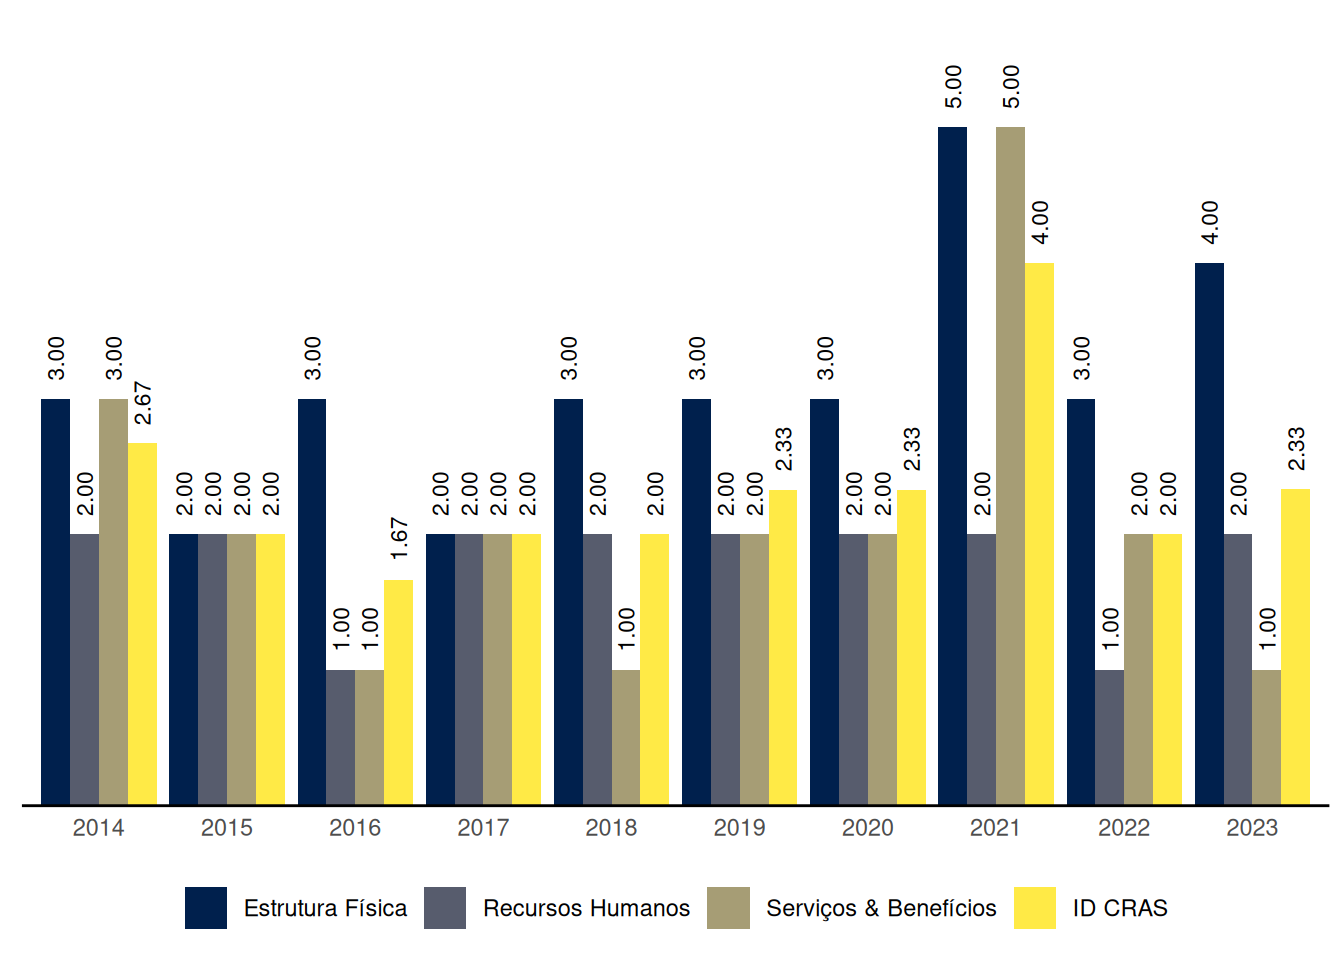 5.00 5.00
4.00 4.00
3.00 3.00 3.00 3.00 3.00 3.00 3.00
2.67
2.33 2.33 2.33
2.00 2.00 2.00 2.00 2.00 2.00 2.00 2.00 2.00 2.00 2.00 2.00 2.00 2.00 2.00 2.00 2.00 2.00 2.00 2.00
1.67
1.00 1.00 1.00 1.00 1.00
2014 2015 2016 2017 2018 2019 2020 2021 2022 2023
Estrutura Física Recursos Humanos Serviços & Benefícios ID CRAS